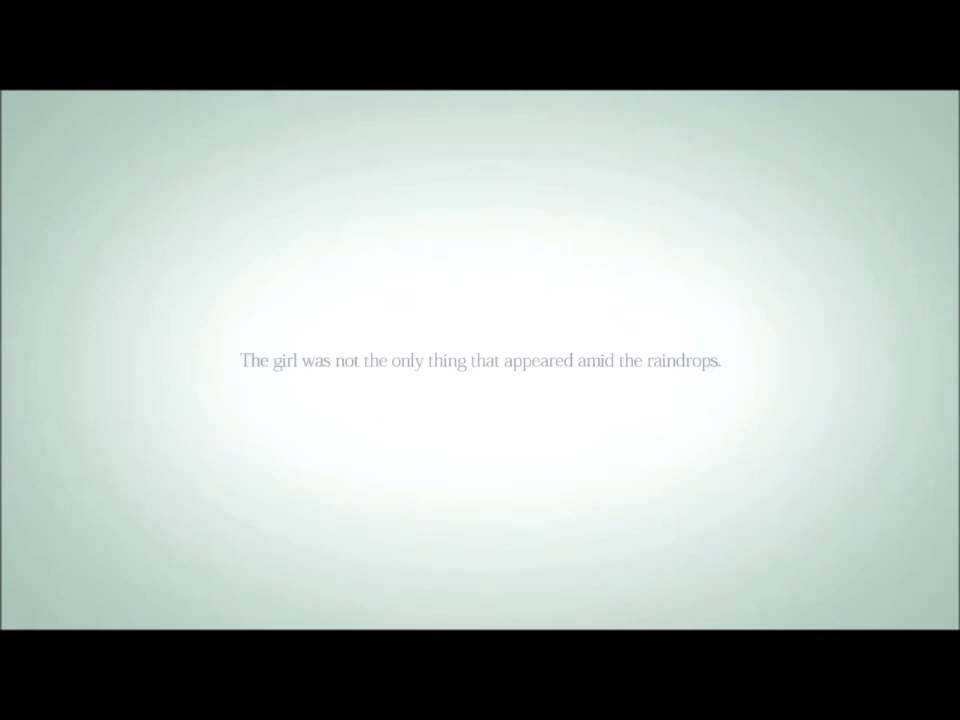 The girl was not the only thing that appeared amid the raindrops.